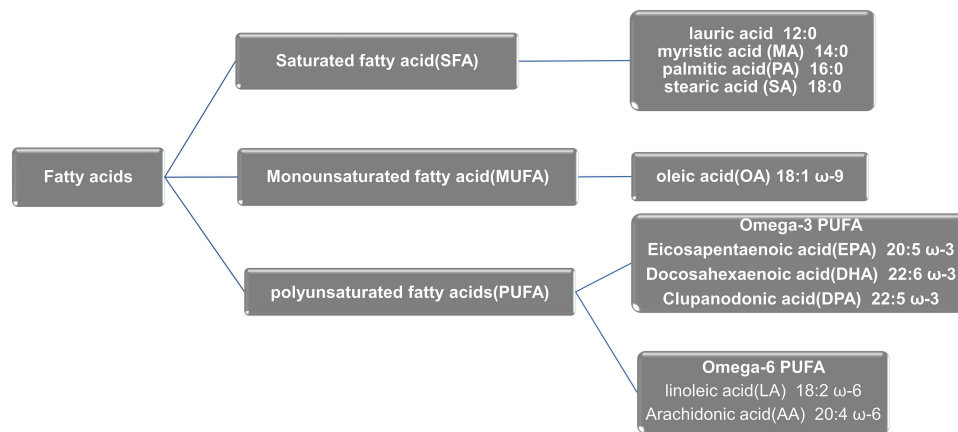 Fatty acids
Saturated fatty acid(SFA)
lauric acid 12:0
myristic acid (MA) 14:0
palmitic acid(PA) 16:0
stearic acid (SA) 18:0
Monounsaturated fatty acid(MUFA)
oleic acid(OA) 18:1 ω-9
polyunsaturated fatty acids(PUFA)
Omega-3 PUFA
Eicosapentaenoic acid(EPA) 20:5 ω-3
Docosahexaenoic acid(DHA) 22:6 ω-3
Clupanodonic acid(DPA) 22:5 ω-3
Omega-6 PUFA
linoleic acid(LA) 18:2 ω-6
Arachidonic acid(AA) 20:4 ω-6